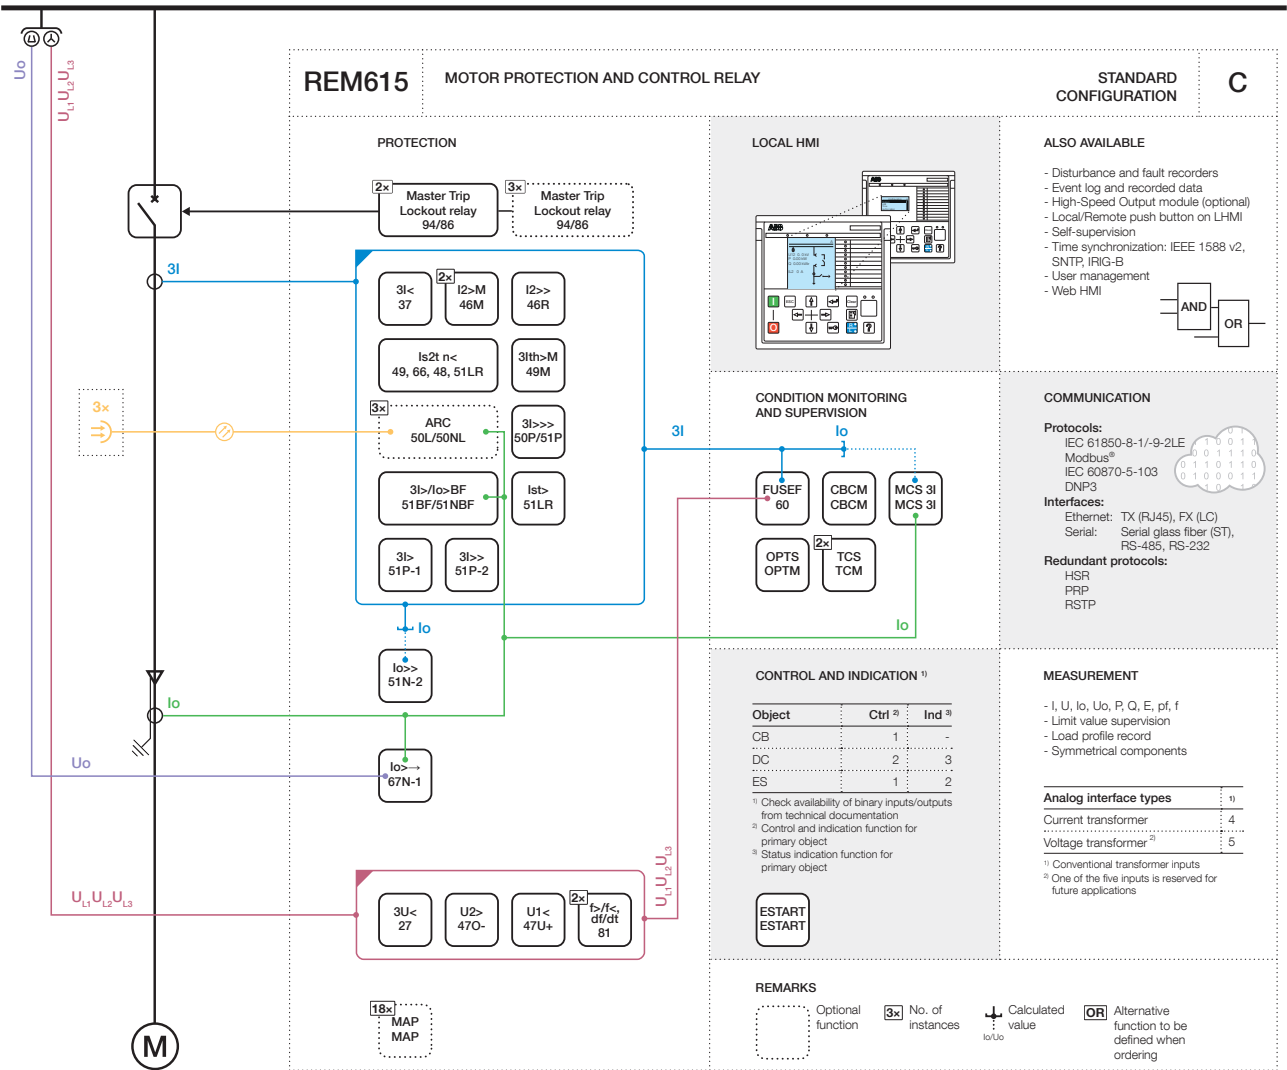 Uo
UL1UL2UL3
REM615
MOTOR PROTECTION AND CONTROL RELAY
STANDARD
CONFIGURATION
C
PROTECTION
2×
Master Trip
Lockout relay
94/86
3×
Master Trip
Lockout relay
94/86
3I
3I<
37
2×
I2>M
46M
I2>>
46R
Is2t n<
49, 66, 48, 51LR
3Ith>M
49M
3×
3×
ARC
50L/50NL
3I>>>
50P/51P
3I>/Io>BF
51BF/51NBF
Ist>
51LR
3I>
51P-1
3I>>
51P-2
Io
Io>>
51N-2
Io
Uo
Io>→
67N-1
UL1UL2UL3
3U<
27
U2>
47O-
U1<
47U+
2×
f>/f<,
df/dt
81
UL1UL2UL3
18×
MAP
MAP
M
LOCAL HMI
ABB
ABB
ALSO AVAILABLE
- Disturbance and fault recorders
- Event log and recorded data
- High-Speed Output module (optional)
- Local/Remote push button on LHMI
- Self-supervision
- Time synchronization: IEEE 1588 v2,
SNTP, IRIG-B
- User management
- Web HMI
AND
OR
CONDITION MONITORING
AND SUPERVISION
3I
Io
FUSEF
60
CBCM
CBCM
MCS 3I
MCS 3I
OPTS
OPTM
2×
TCS
TCM
Io
COMMUNICATION
Protocols:
IEC 61850-8-1/-9-2LE
Modbus®
IEC 60870-5-103
DNP3
Interfaces:
Ethernet: TX (RJ45), FX (LC)
Serial: Serial glass fiber (ST),
RS-485, RS-232
Redundant protocols:
HSR
PRP
RSTP
CONTROL AND INDICATION 1)
Object Ctrl 2) Ind 3)
CB 1 -
DC 2 3
ES 1 2
1) Check availability of binary inputs/outputs
from technical documentation
2) Control and indication function for
primary object
3) Status indication function for
primary object
ESTART
ESTART
MEASUREMENT
- I, U, Io, Uo, P, Q, E, pf, f
- Limit value supervision
- Load profile record
- Symmetrical components
Analog interface types 1)
Current transformer 4
Voltage transformer 2) 5
1) Conventional transformer inputs
2) One of the five inputs is reserved for
future applications
REMARKS
Optional
function
3×
No. of
instances
Io/Uo
Calculated
value
OR
Alternative
function to be
defined when
ordering